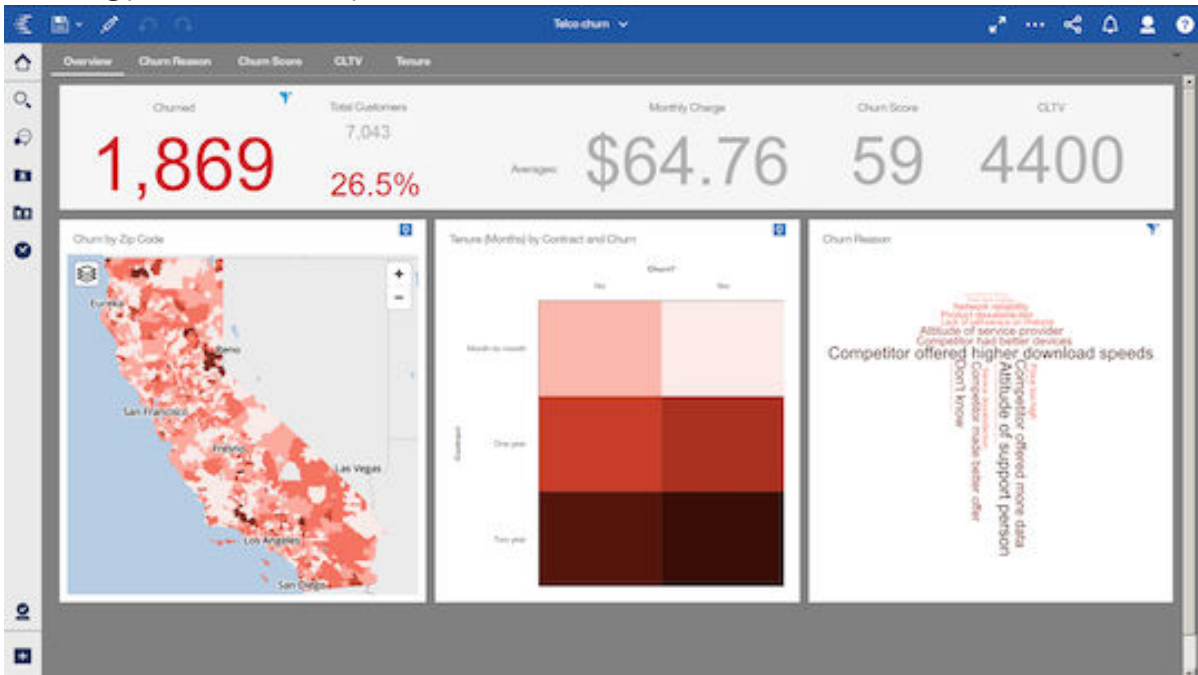 Telco churn
Overview
Churn Reason
Churn Score
CLTV
Tenure
Churned
1,869
Total Customers
7,043
26.5%
Averages:
Monthly Charge
$64.76
Churn Score
59
CLTV
4400
Churn by Zip Code
Eureka
Reno
San Francisco
Fresno
Las Vegas
Los Angeles
San Diego
Tenure (Months) by Contract and Churn
Churn?
No
Yes
Contract
Month-to-month
One year
Two year
Churn Reason
Network reliability
Product dissatisfaction
Attitude of service provider
Competitor had better devices
Competitor offered higher download speeds
Don't know
Competitor made better offer
Attitude of support person
Competitor offered more data
Price too high